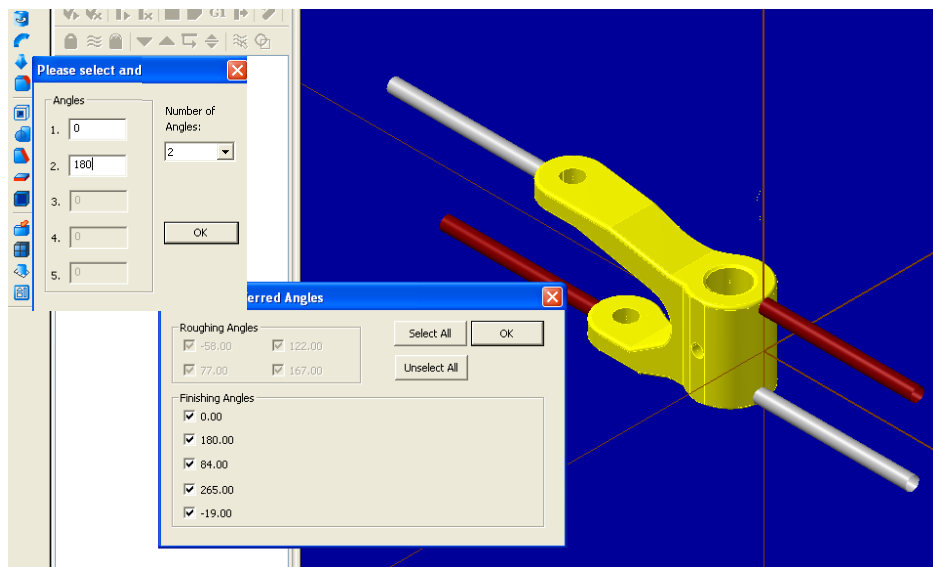 G1
Please select and
Angles
Number of
Angles:
1. 0
2
2. 180
3. 0
4. 0
OK
5. 0
erred Angles
Roughing Angles
Select All
OK
-58.00
122.00
77.00
167.00
Unselect All
Finishing Angles
0.00
180.00
84.00
265.00
-19.00